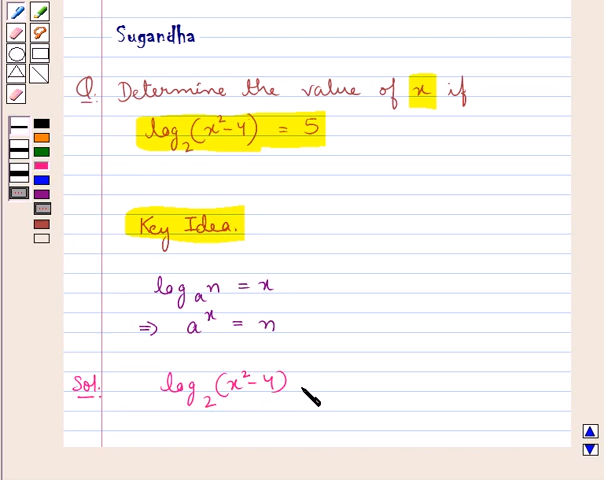 Sugandha
Q. Determine the value of x if
log₂(x²-4) = 5
Key Idea.
logₐn = x
⇒ aˣ = n
Sol. log₂(x²-4)